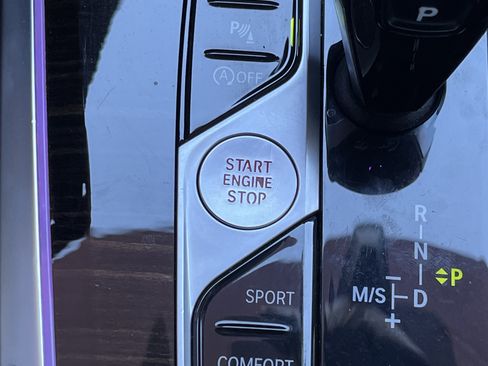 P
P
OFF
START
ENGINE
STOP
R
N
P
M/S
D
+
SPORT
COMFORT